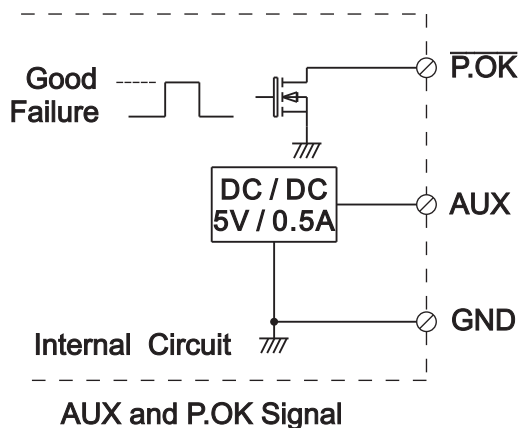 P.OK
Good
Failure
DC / DC
5V / 0.5A
AUX
GND
Internal Circuit
AUX and P.OK Signal